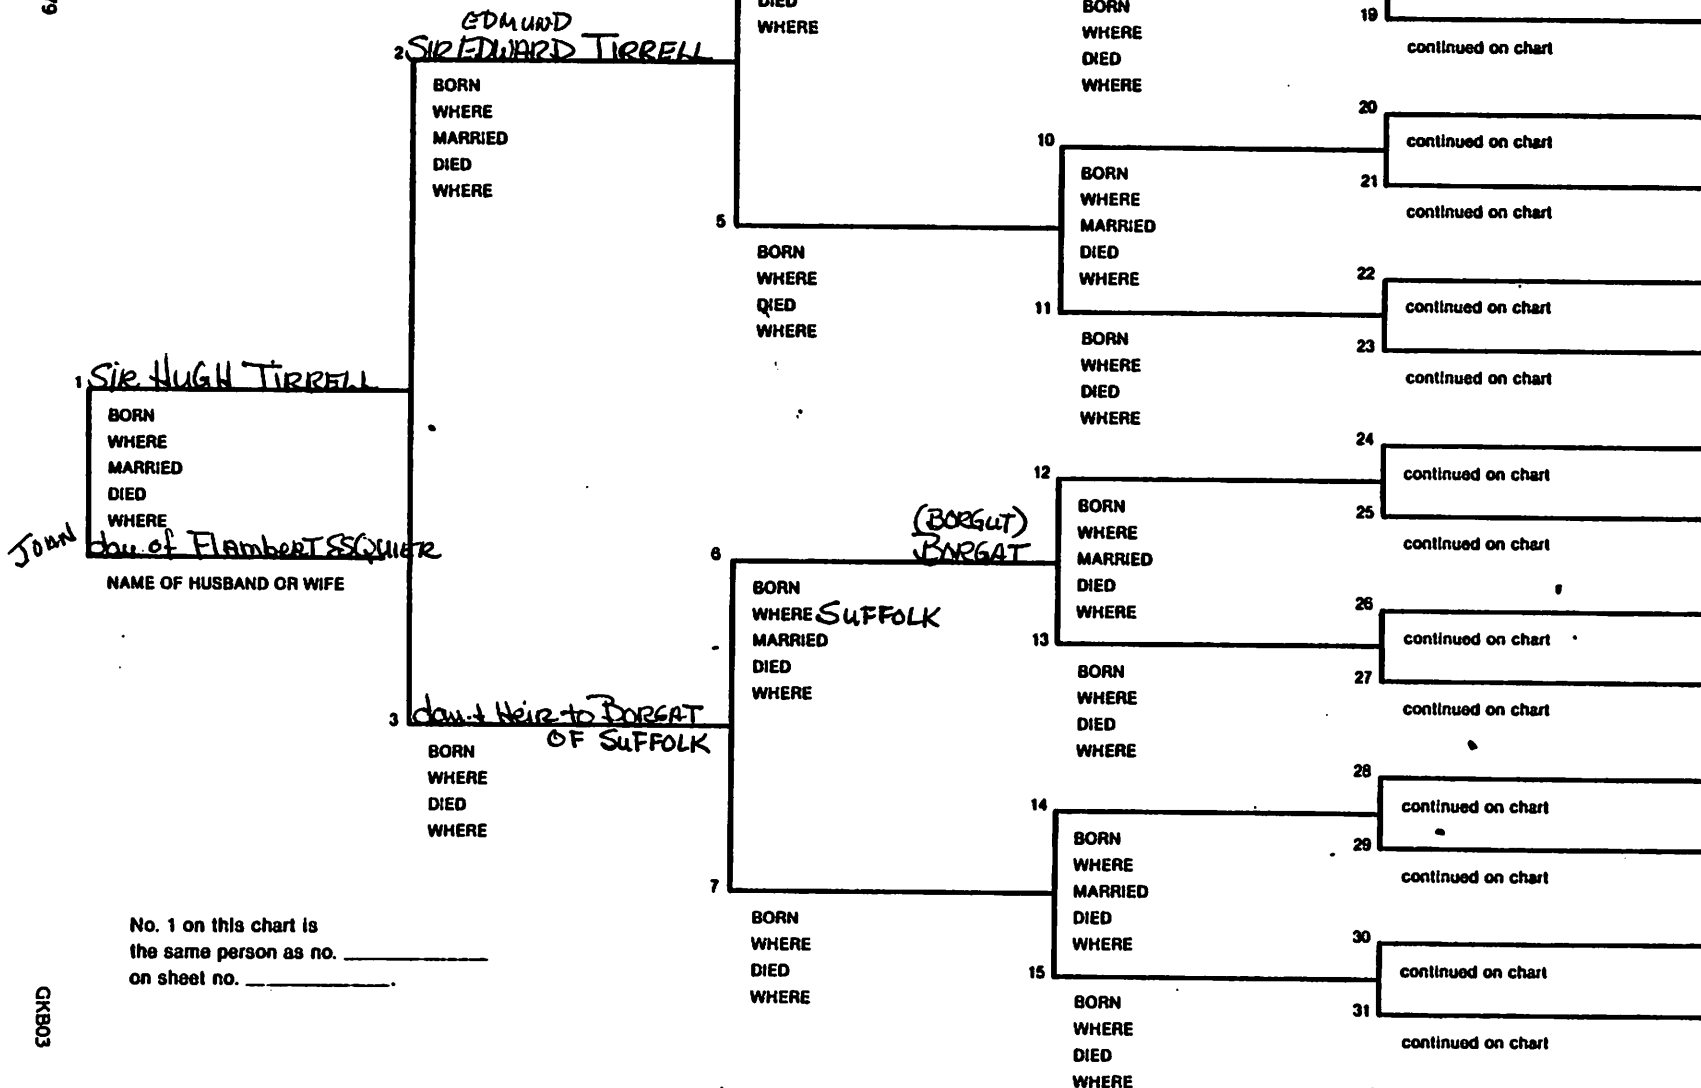 79
DIED
WHERE
BORN
WHERE
DIED
WHERE
19
continued on chart
EDMUND
2 SIR EDWARD TIRRELL
BORN
WHERE
MARRIED
DIED
WHERE
20
continued on chart
21
continued on chart
10
BORN
WHERE
MARRIED
DIED
WHERE
5
BORN
WHERE
DIED
WHERE
22
continued on chart
23
continued on chart
11
BORN
WHERE
DIED
WHERE
1 SIR HUGH TIRRELL
BORN
WHERE
MARRIED
DIED
WHERE
JOHN dau. of FlambERT ESSQUIER
NAME OF HUSBAND OR WIFE
24
continued on chart
25
continued on chart
12
BORN
WHERE
MARRIED
DIED
WHERE
(BORGUT)
6 BORGAT
BORN
WHERE SUFFOLK
MARRIED
DIED
WHERE
26
continued on chart
27
continued on chart
13
BORN
WHERE
DIED
WHERE
3 dau. + HEIR to BORGAT
OF SUFFOLK
BORN
WHERE
DIED
WHERE
28
continued on chart
29
continued on chart
14
BORN
WHERE
MARRIED
DIED
WHERE
7
BORN
WHERE
DIED
WHERE
30
continued on chart
31
continued on chart
15
BORN
WHERE
DIED
WHERE
No. 1 on this chart is
the same person as no.
on sheet no.
GKB03